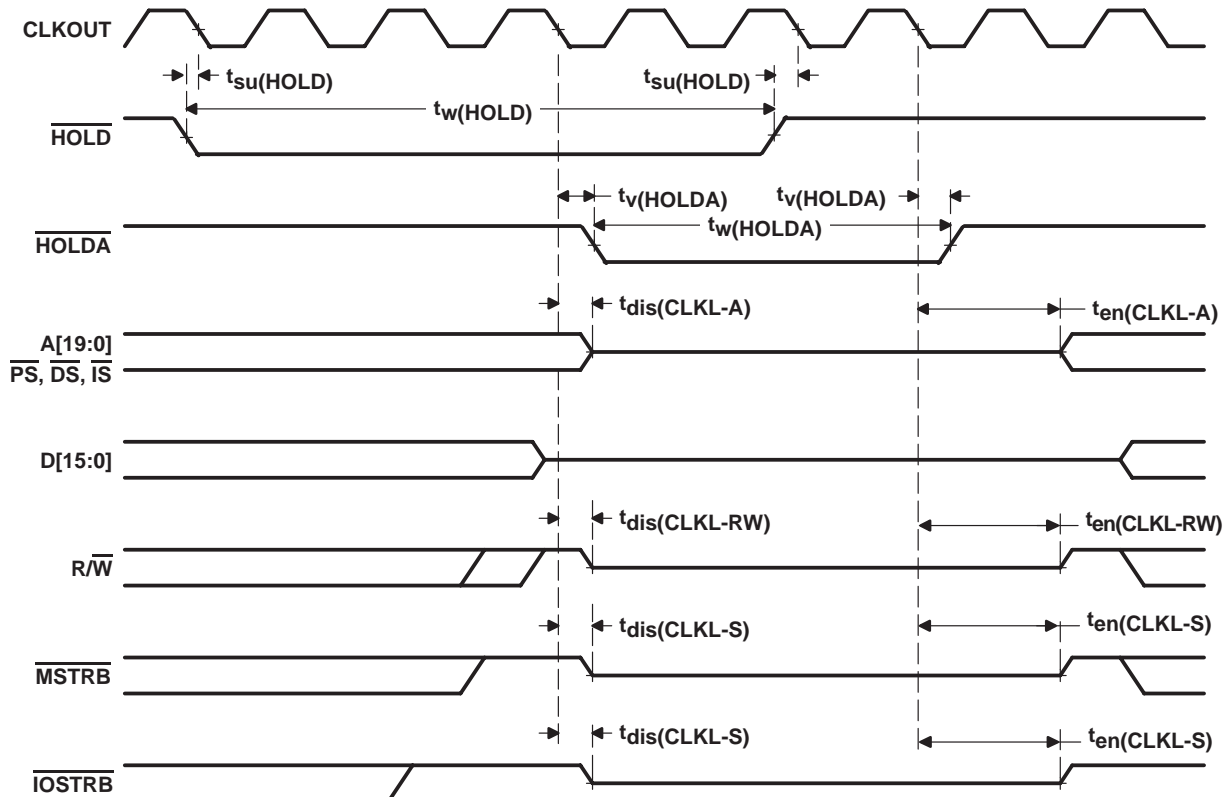 CLKOUT
tsu(HOLD)
tsu(HOLD)
tw(HOLD)
HOLD
tv(HOLDA)
tv(HOLDA)
tw(HOLDA)
HOLDA
tdis(CLKL-A)
ten(CLKL-A)
A[19:0]
PS, DS, IS
D[15:0]
tdis(CLKL-RW)
ten(CLKL-RW)
R/W
tdis(CLKL-S)
ten(CLKL-S)
MSTRB
tdis(CLKL-S)
ten(CLKL-S)
IOSTRB